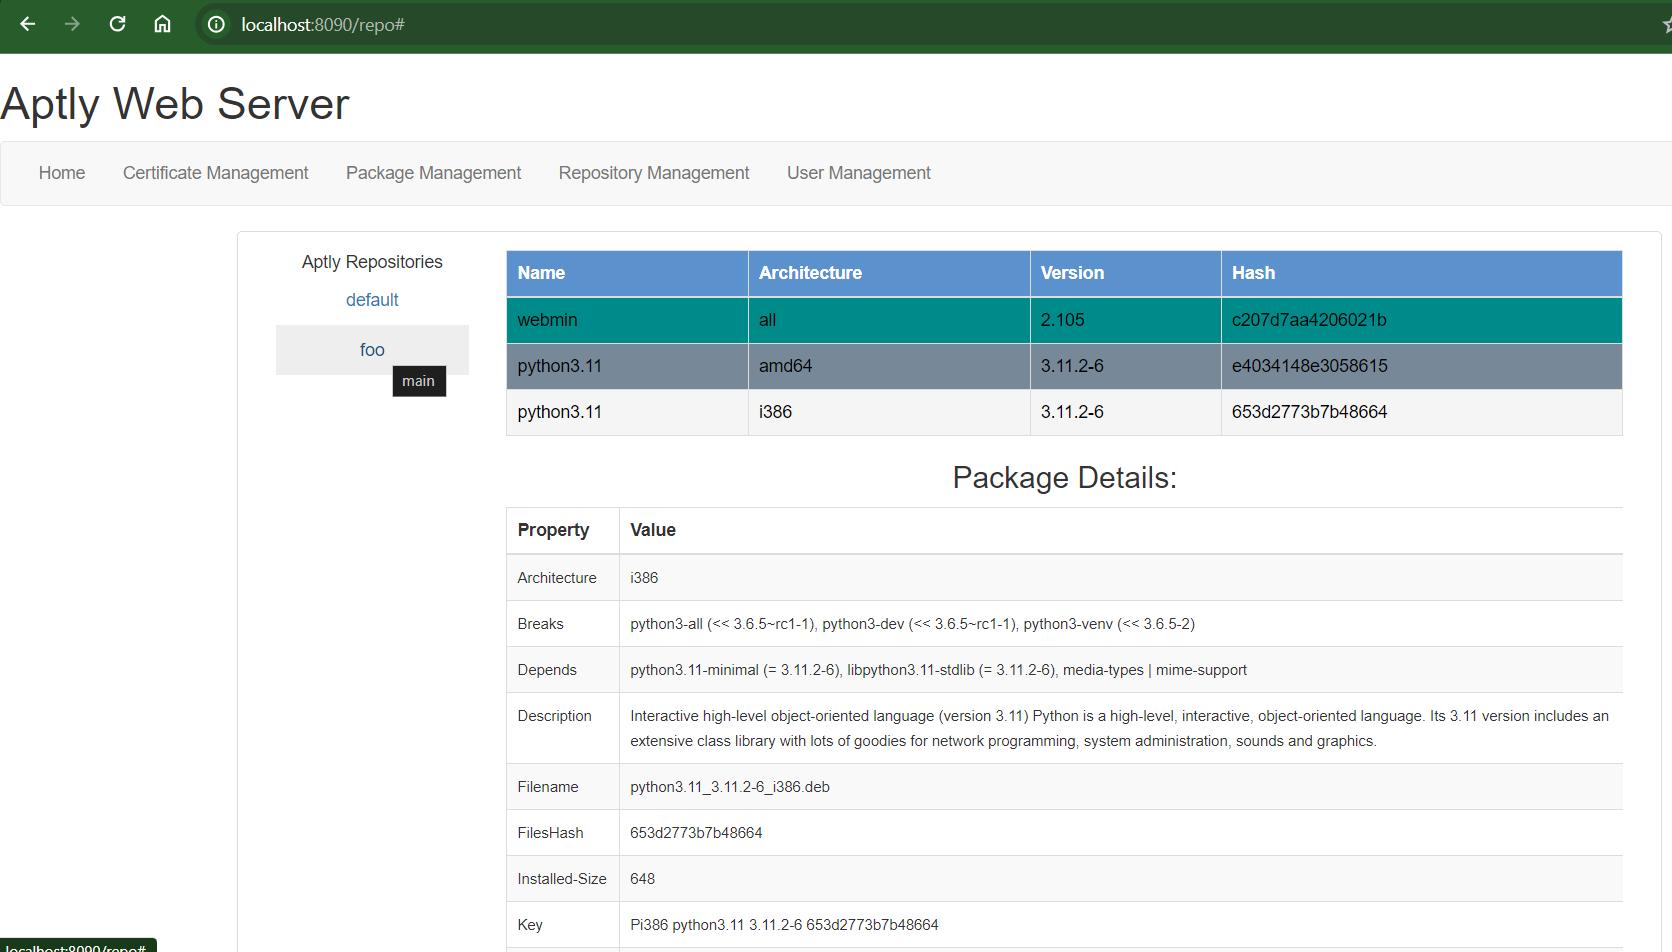 localhost:8090/repo#
Aptly Web Server
Home Certificate Management Package Management Repository Management User Management
Aptly Repositories
default
foo
main
Name Architecture Version Hash
webmin all 2.105 c207d7aa4206021b
python3.11 amd64 3.11.2-6 e4034148e3058615
python3.11 i386 3.11.2-6 653d2773b7b48664
Package Details:
Property Value
Architecture i386
Breaks python3-all (<< 3.6.5~rc1-1), python3-dev (<< 3.6.5~rc1-1), python3-venv (<< 3.6.5-2)
Depends python3.11-minimal (= 3.11.2-6), libpython3.11-stdlib (= 3.11.2-6), media-types | mime-support
Description Interactive high-level object-oriented language (version 3.11) Python is a high-level, interactive, object-oriented language. Its 3.11 version includes an
extensive class library with lots of goodies for network programming, system administration, sounds and graphics.
Filename python3.11_3.11.2-6_i386.deb
FilesHash 653d2773b7b48664
Installed-Size 648
Key Pi386 python3.11 3.11.2-6 653d2773b7b48664
localhost:8090/repo#